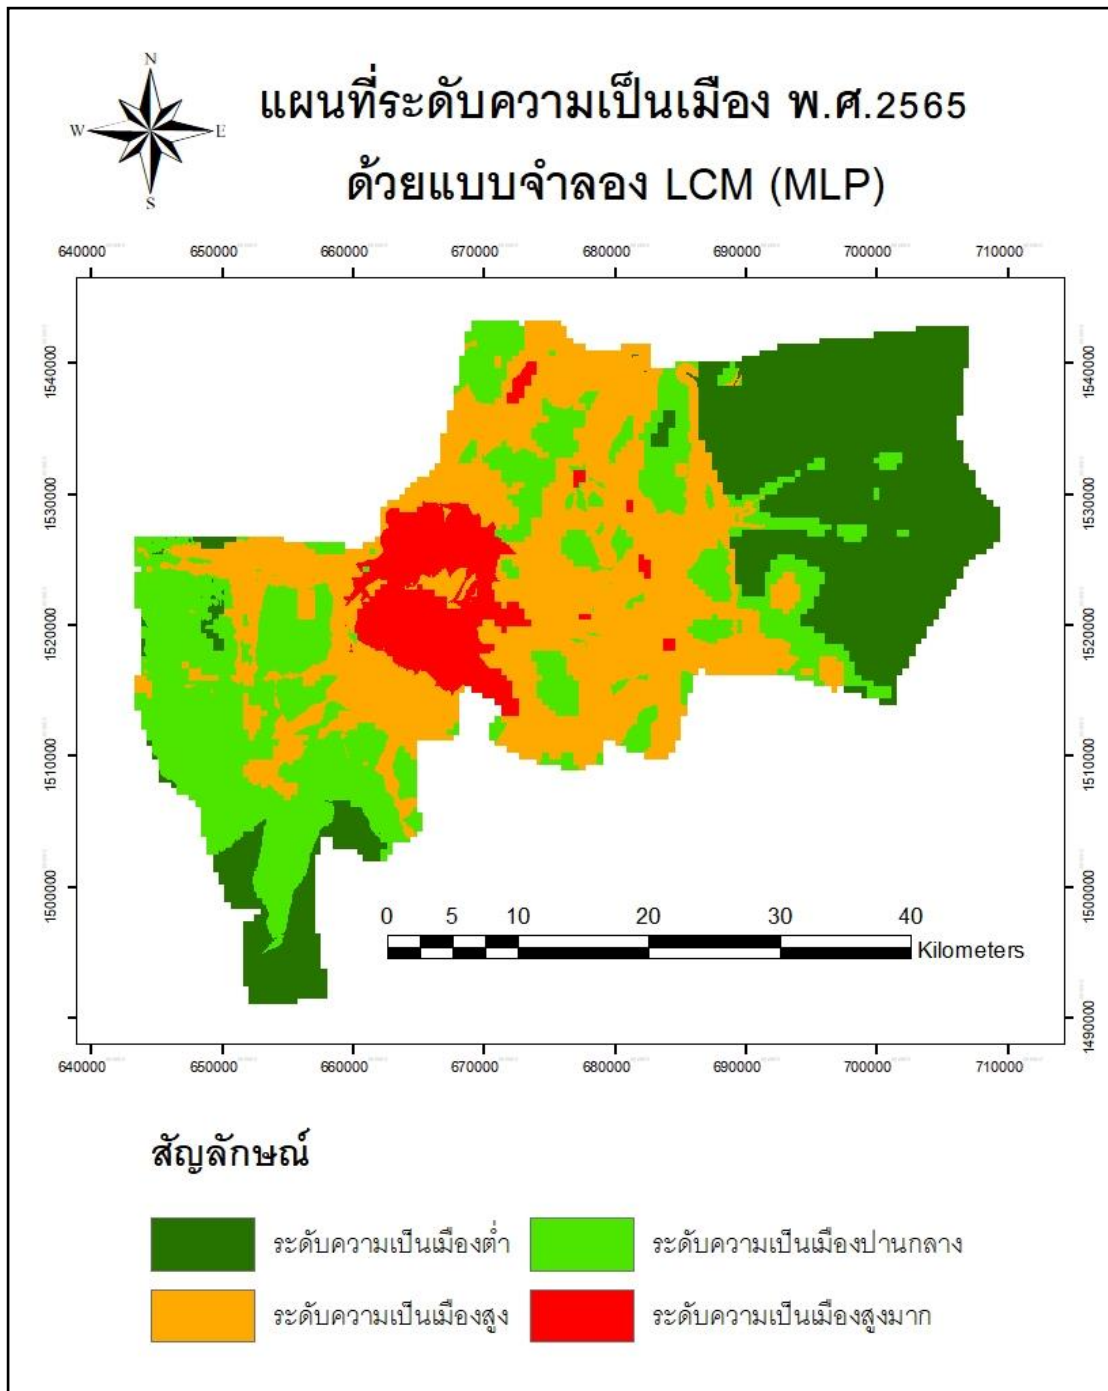 N
W E
S
แผนที่ระดับความเป็นเมือง พ.ศ.2565
ด้วยแบบจำลอง LCM (MLP)
640000 650000 660000 670000 680000 690000 700000 710000
1540000 1540000
1530000 1530000
1520000 1520000
1510000 1510000
1500000 1500000
1490000
0 5 10 20 30 40
Kilometers
640000 650000 660000 670000 680000 690000 700000 710000
สัญลักษณ์
ระดับความเป็นเมืองต่ำ ระดับความเป็นเมืองปานกลาง
ระดับความเป็นเมืองสูง ระดับความเป็นเมืองสูงมาก